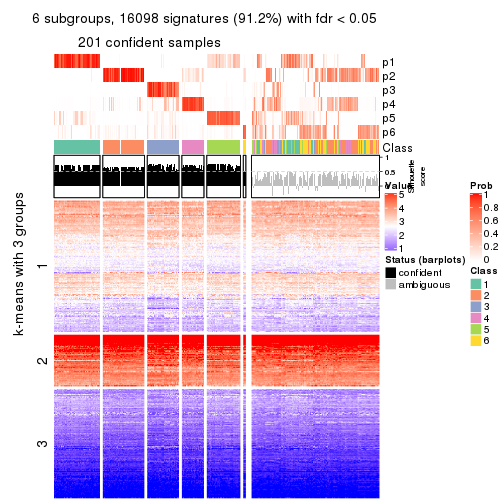 6 subgroups, 16098 signatures (91.2%) with fdr < 0.05
201 confident samples
p1
p2
p3
p4
p5
p6
Class
1
0.5
0
Silhouette
score
k-means with 3 groups
1
2
3
Value
5
4
3
2
1
Status (barplots)
confident
ambiguous
Prob
1
0.8
0.6
0.4
0.2
0
Class
1
2
3
4
5
6